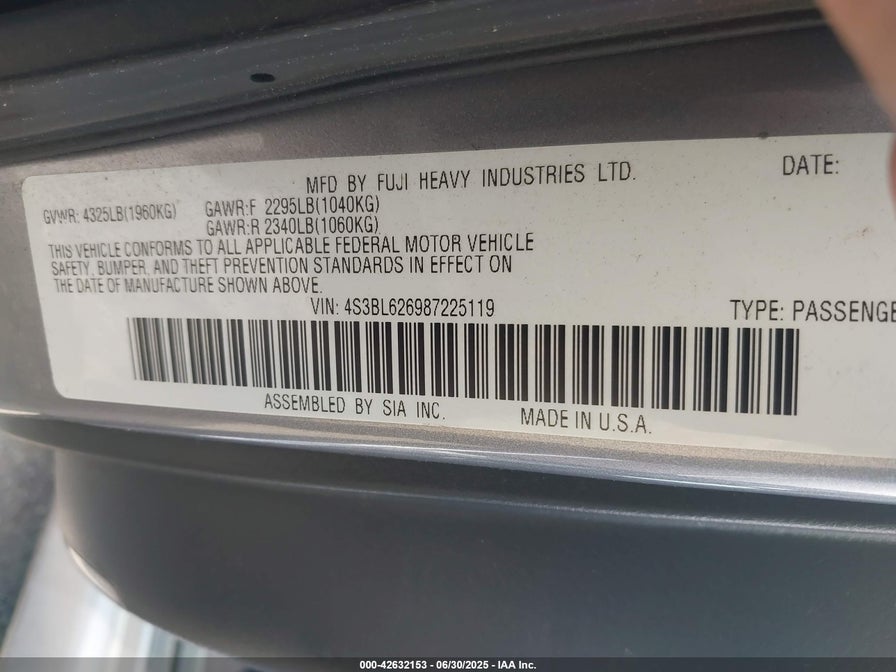 MFD BY FUJI HEAVY INDUSTRIES LTD. DATE:
GVWR: 4325LB(1960KG) GAWR:F 2295LB(1040KG)
GAWR:R 2340LB(1060KG)
THIS VEHICLE CONFORMS TO ALL APPLICABLE FEDERAL MOTOR VEHICLE
SAFETY, BUMPER, AND THEFT PREVENTION STANDARDS IN EFFECT ON
THE DATE OF MANUFACTURE SHOWN ABOVE.
VIN: 4S3BL626987225119 TYPE: PASSENGE
ASSEMBLED BY SIA INC. MADE IN U.S.A.
000-42632153 - 06/30/2025 - IAA Inc.